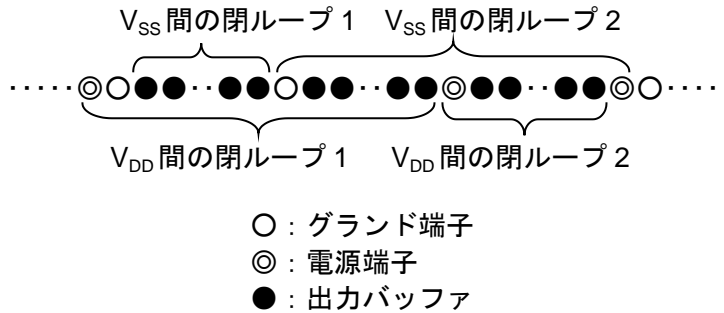 VSS間の閉ループ1 VSS間の閉ループ2
·····◎○●●··●●○●●··●●◎●●··●●◎○····
VDD間の閉ループ1 VDD間の閉ループ2
○：グランド端子
◎：電源端子
●：出力バッファ